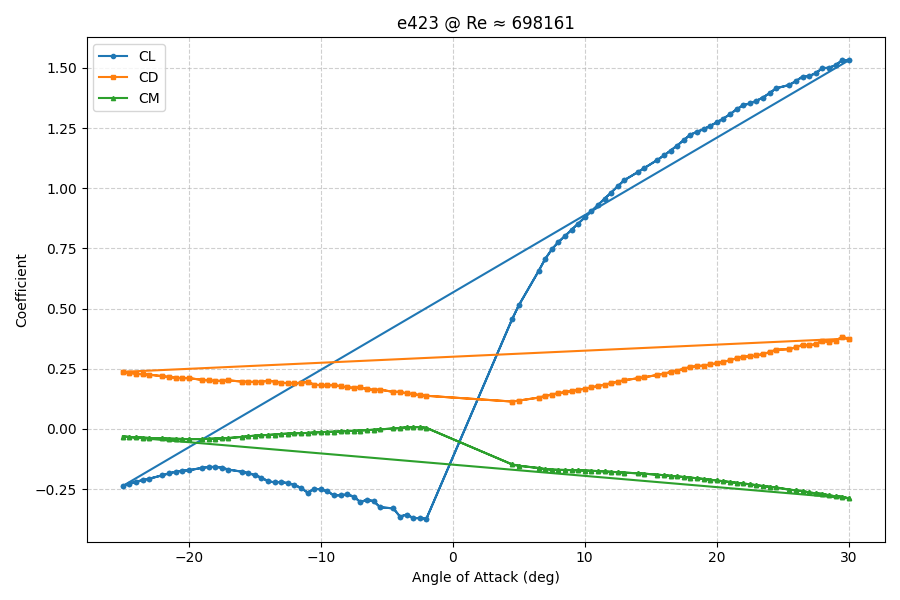 e423 @ Re ≈ 698161
CL
CD
CM
1.50
1.25
1.00
0.75
0.50
0.25
0.00
−0.25
Coefficient
−20
−10
0
10
20
30
Angle of Attack (deg)